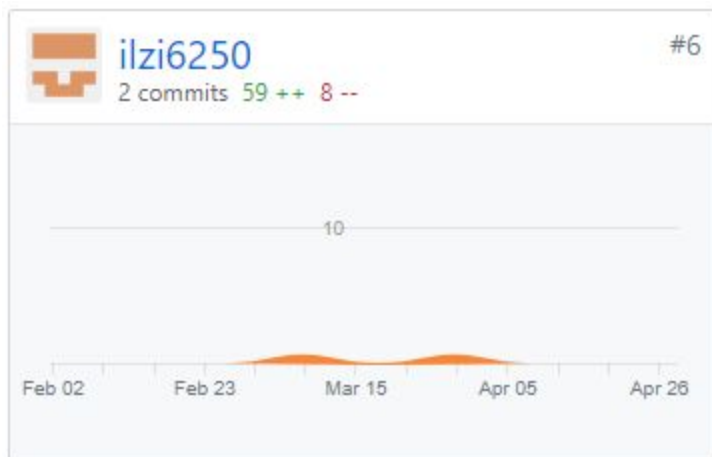 ilzi6250
#6
2 commits 59 ++ 8 --
10
Feb 02 Feb 23 Mar 15 Apr 05 Apr 26